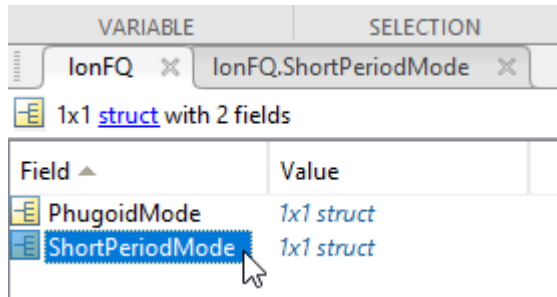 VARIABLE SELECTION
lonFQ lonFQ.ShortPeriodMode
1x1 struct with 2 fields
Field Value
PhugoidMode 1x1 struct
ShortPeriodMode 1x1 struct